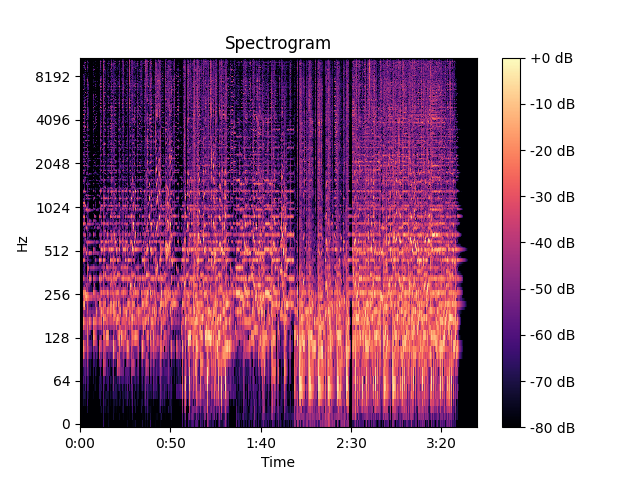 Spectrogram
8192
4096
2048
1024
512
256
128
64
0
Hz
0:00 0:50 1:40 2:30 3:20
Time
+0 dB
-10 dB
-20 dB
-30 dB
-40 dB
-50 dB
-60 dB
-70 dB
-80 dB